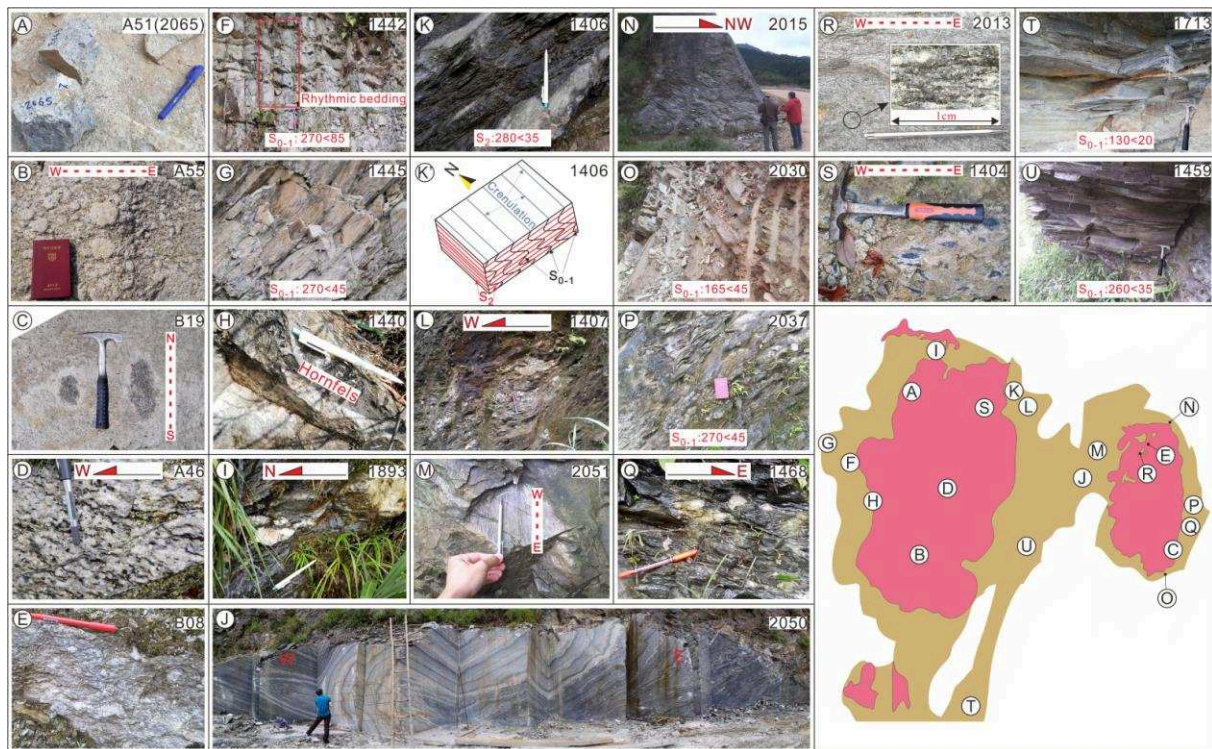 A A51(2065)
2065
F 1442
Rhythmic bedding
S0-1:270<85
K 1406
S2:280<35
N NW 2015
R 2013
W E
1cm
T 1713
S0-1:130<20
B W E A55
G 1445
S0-1:270<45
K' 1406
N
Crenulation
S0-1
S2
O 2030
S0-1:165<45
S W E 1404
U 1459
S0-1:260<35
C B19
N
S
H 1440
Hornfels
L W 1407
P 2037
S0-1:270<45
D W A46
I N 1893
M 2051
W
E
Q E 1468
E B08
J 2050
W E
I
A
K
S
L
N
G
F
M
E
R
J
H
D
P
Q
B
U
C
O
T